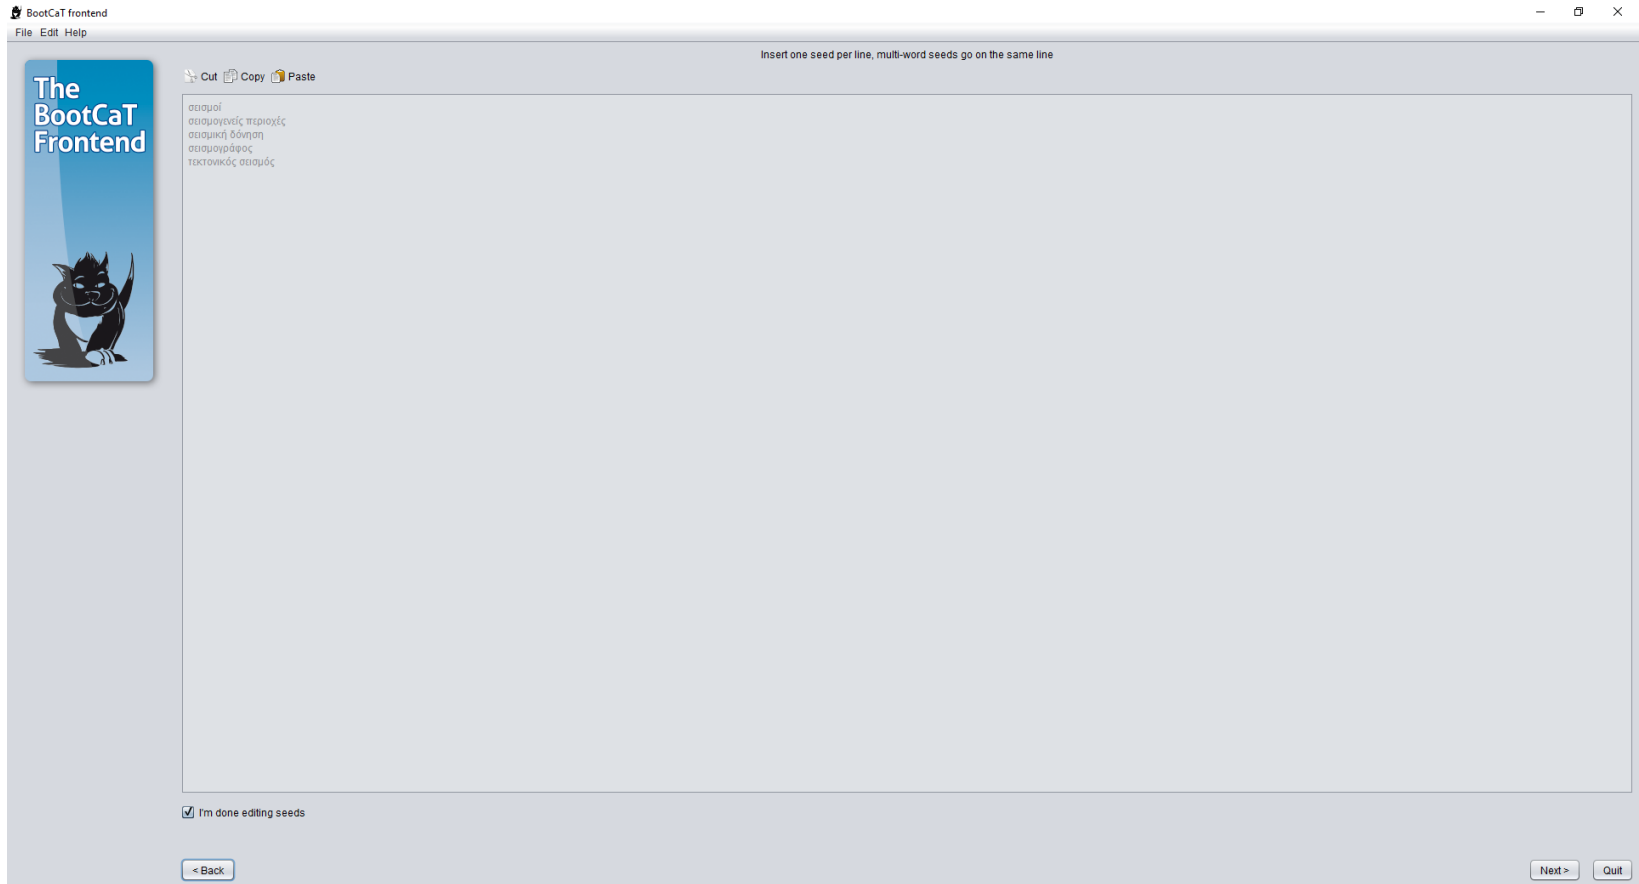 BootCaT frontend
File Edit Help
Insert one seed per line, multi-word seeds go on the same line
The
BootCaT
Frontend
Cut Copy Paste
σεισμοί
σεισμογενείς περιοχές
σεισμική δόνηση
σεισμογράφος
τεκτονικός σεισμός
I'm done editing seeds
< Back Next > Quit